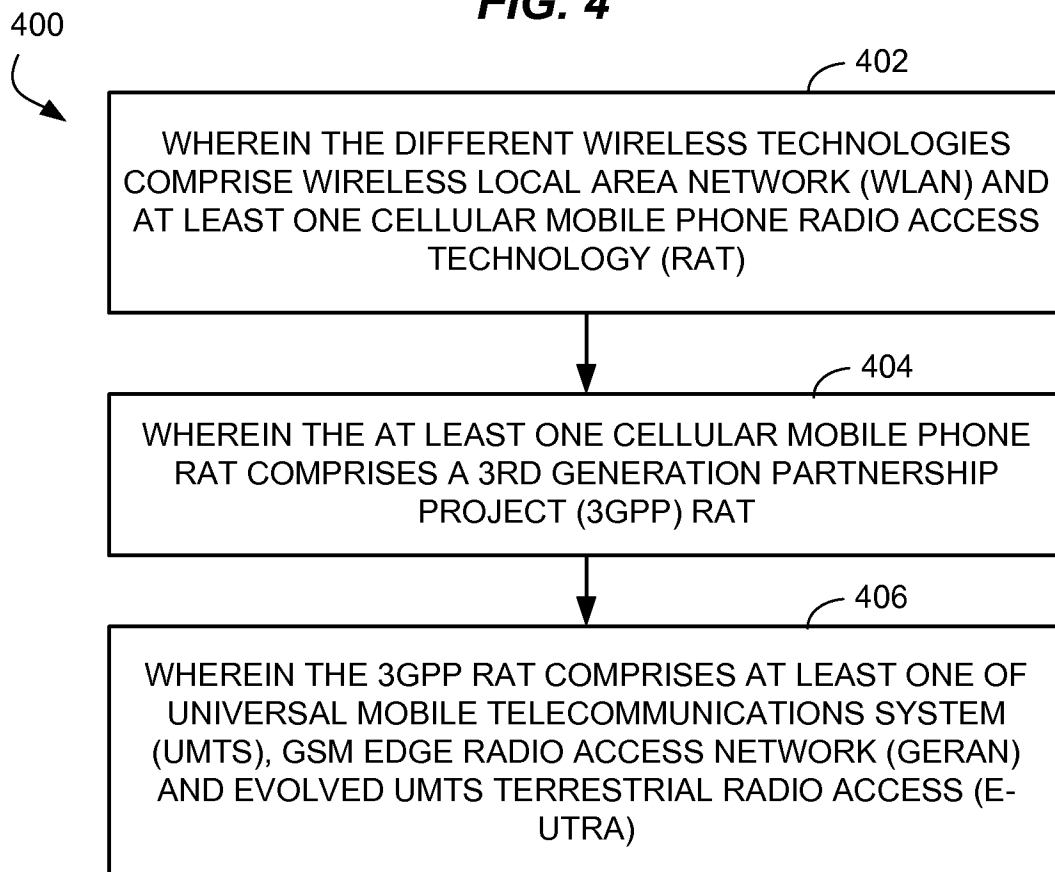 FIG. 4
400
402
WHEREIN THE DIFFERENT WIRELESS TECHNOLOGIES
COMPRISE WIRELESS LOCAL AREA NETWORK (WLAN) AND
AT LEAST ONE CELLULAR MOBILE PHONE RADIO ACCESS
TECHNOLOGY (RAT)
404
WHEREIN THE AT LEAST ONE CELLULAR MOBILE PHONE
RAT COMPRISES A 3RD GENERATION PARTNERSHIP
PROJECT (3GPP) RAT
406
WHEREIN THE 3GPP RAT COMPRISES AT LEAST ONE OF
UNIVERSAL MOBILE TELECOMMUNICATIONS SYSTEM
(UMTS), GSM EDGE RADIO ACCESS NETWORK (GERAN)
AND EVOLVED UMTS TERRESTRIAL RADIO ACCESS (E-
UTRA)